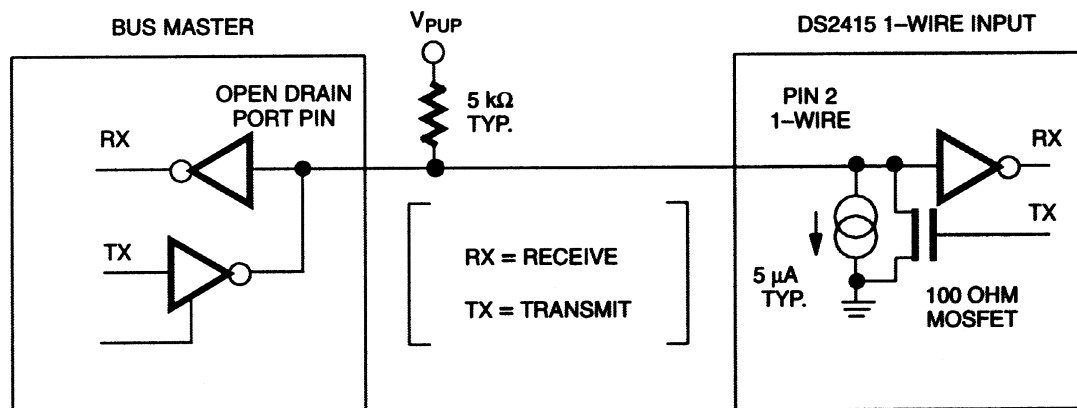 BUS MASTER
V_PUP
DS2415 1–WIRE INPUT
OPEN DRAIN
PORT PIN
5 kΩ
TYP.
PIN 2
1–WIRE
RX
RX
TX
TX
RX = RECEIVE
TX = TRANSMIT
5 µA
TYP.
100 OHM
MOSFET